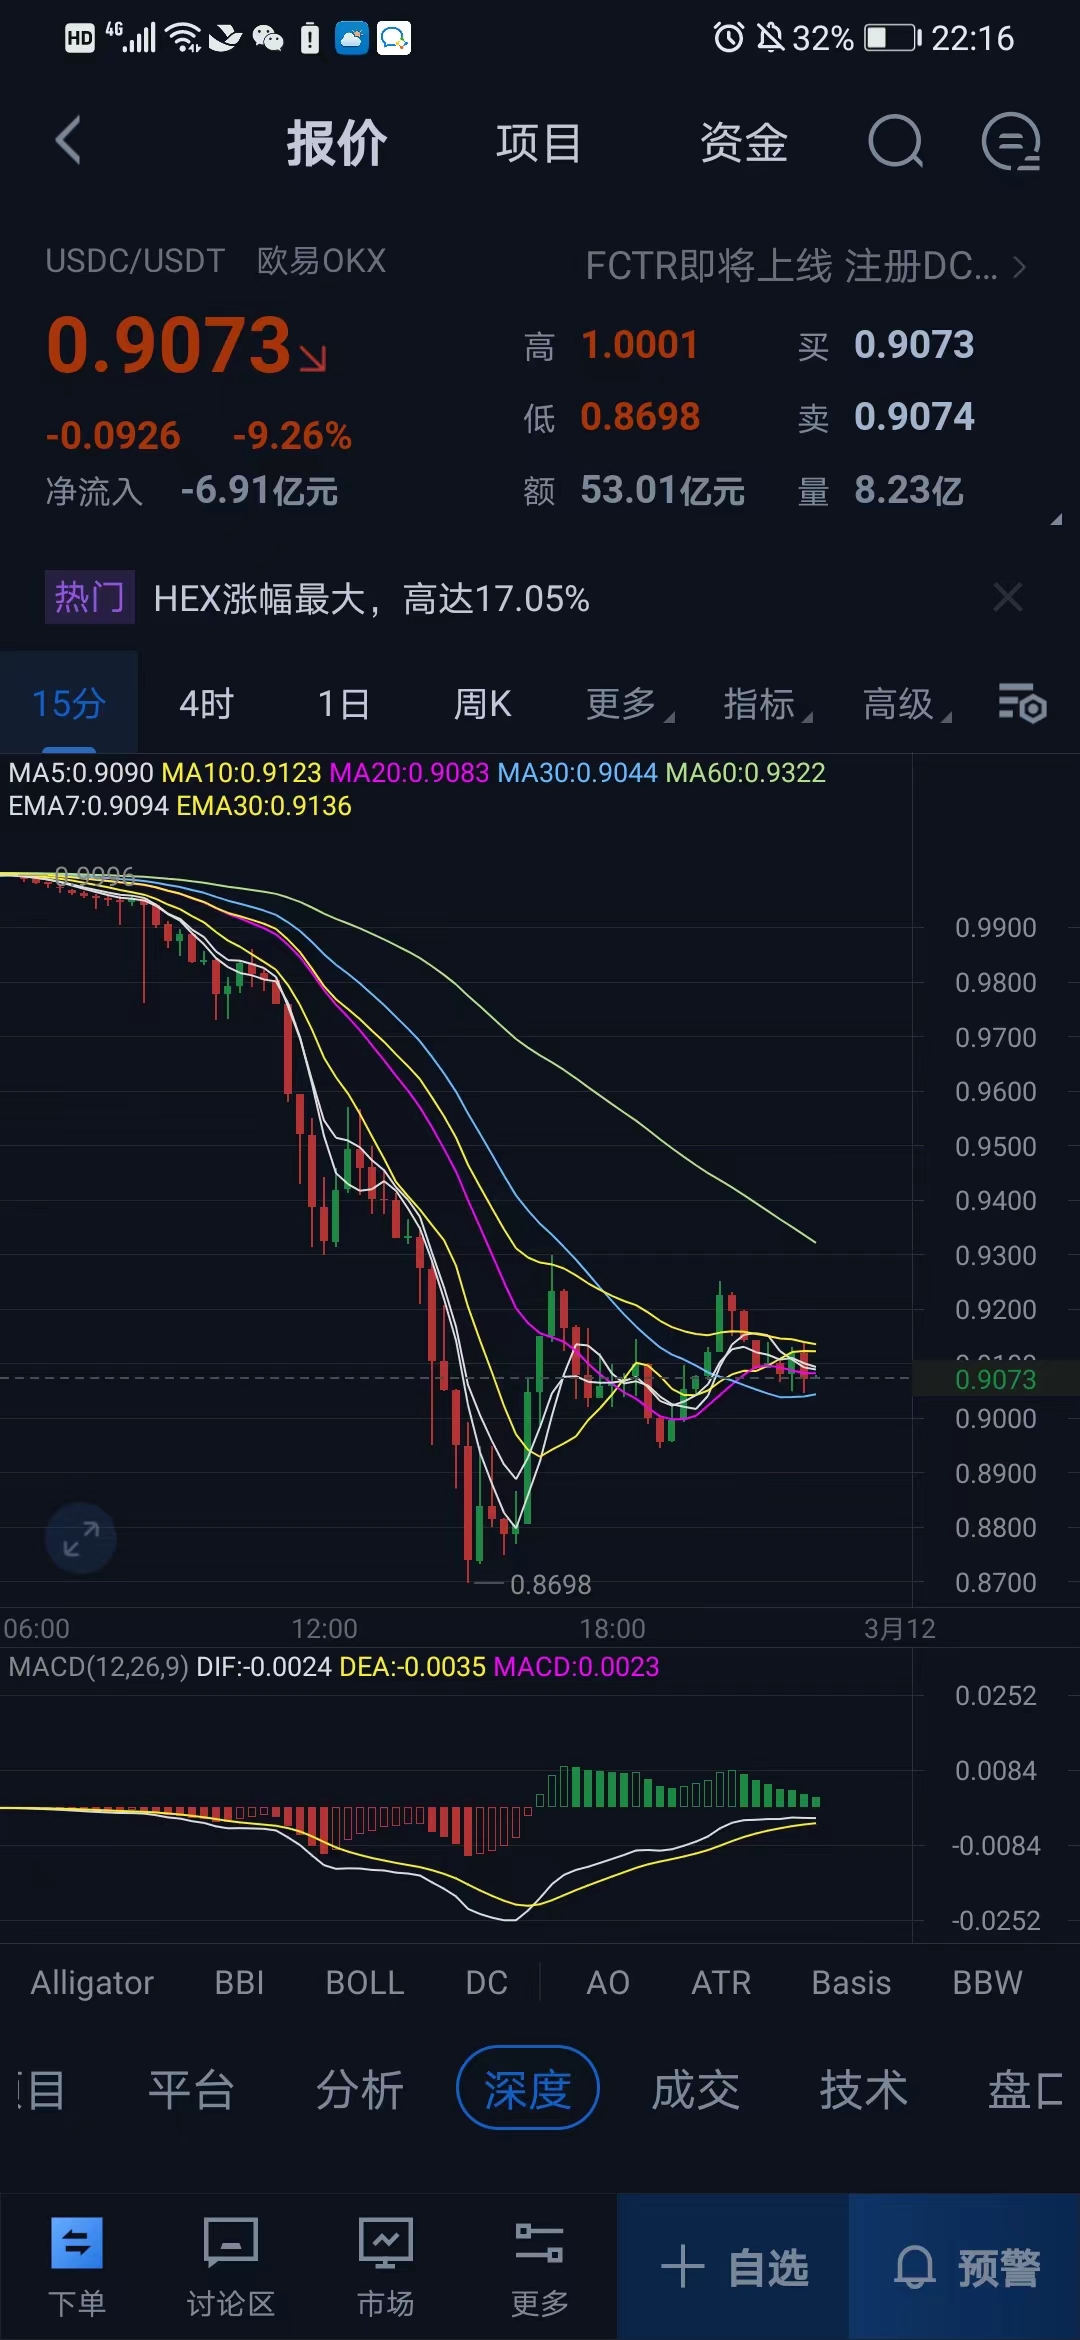 HD 4G 32% 22:16
报价 项目 资金
USDC/USDT 欧易OKX FCTR即将上线 注册DC... >
0.9073 高 1.0001 买 0.9073
低 0.8698 卖 0.9074
-0.0926 -9.26%
净流入 -6.91亿元 额 53.01亿元 量 8.23亿
热门 HEX涨幅最大，高达17.05%
15分 4时 1日 周K 更多 指标 高级
MA5:0.9090 MA10:0.9123 MA20:0.9083 MA30:0.9044 MA60:0.9322
EMA7:0.9094 EMA30:0.9136
0.9996
0.9900
0.9800
0.9700
0.9600
0.9500
0.9400
0.9300
0.9200
0.9073
0.9000
0.8900
0.8800
0.8698 0.8700
06:00 12:00 18:00 3月12
MACD(12,26,9) DIF:-0.0024 DEA:-0.0035 MACD:0.0023
0.0252
0.0084
-0.0084
-0.0252
Alligator BBI BOLL DC AO ATR Basis BBW
目 平台 分析 深度 成交 技术 盘口
下单 讨论区 市场 更多 自选 预警